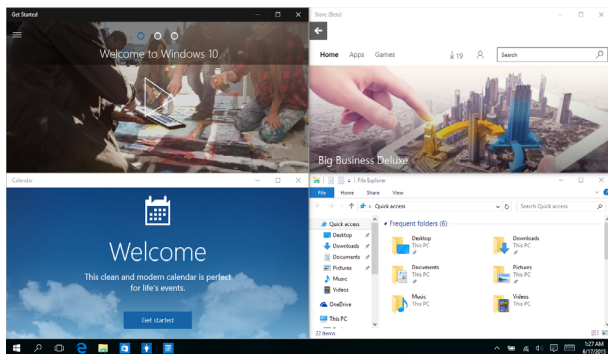 Get Started
Welcome to Windows 10
Store (Beta)
Home Apps Games
19
Search
Big Business Deluxe
Calendar
Welcome
This clean and modern calendar is perfect
for life's events.
Get started
File Explorer
File Home Share View
Quick access
Search Quick access
Quick access
Desktop
Downloads
Documents
Pictures
Music
Videos
OneDrive
This PC
Frequent folders (6)
Desktop
This PC
Downloads
This PC
Documents
This PC
Pictures
This PC
Music
This PC
Videos
This PC
22 items
1:27 AM
6/17/2015